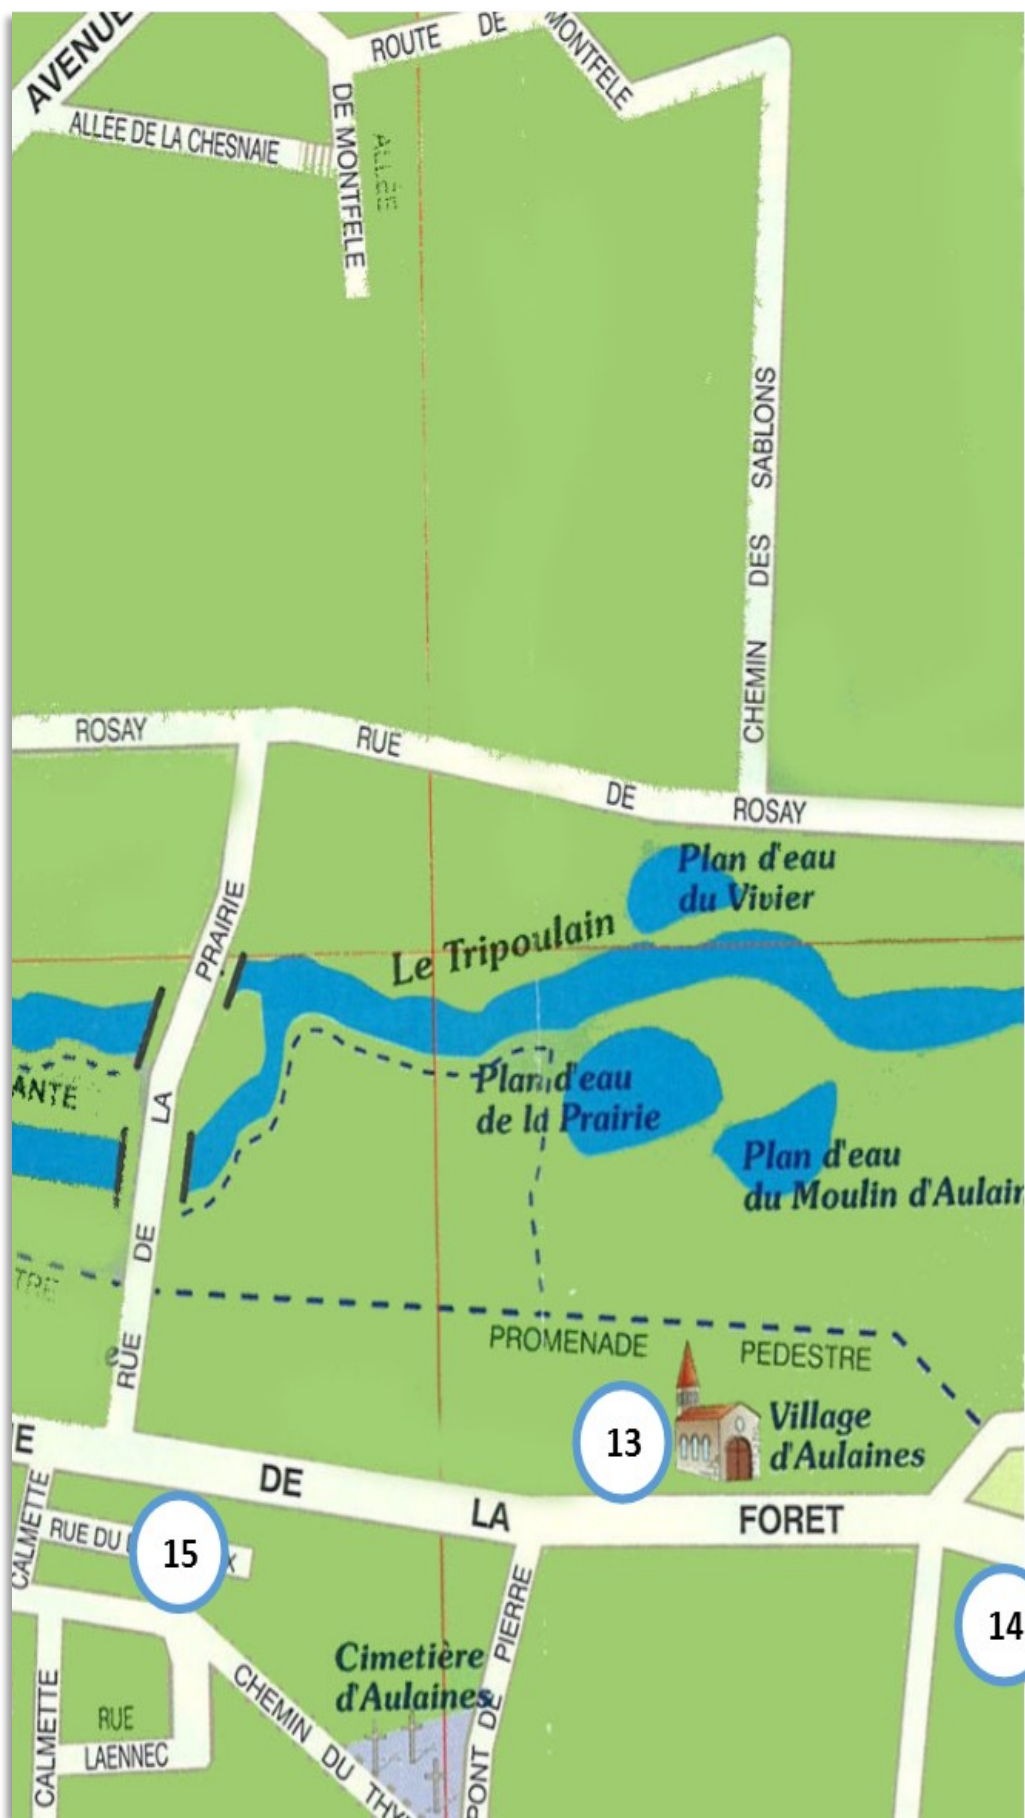 AVENUE
ROUTE DE MONTFELE
ALLÉE DE LA CHESNAIE
DE MONTFELE
ALLÉE
CHEMIN DES SABLONS
ROSAY
RUE DE ROSAY
Plan d'eau
du Vivier
Le Tripoulain
RUE DE LA PRAIRIE
ANTE
Plan d'eau
de la Prairie
Plan d'eau
du Moulin d'Aulain
TRE
PROMENADE PEDESTRE
e
13
Village
d'Aulaines
E DE LA FORET
CALMETTE
RUE DU
X
15
14
PONT DE PIERRE
Cimetière
d'Aulaines
CHEMIN DU THY
CALMETTE
RUE
LAENNEC